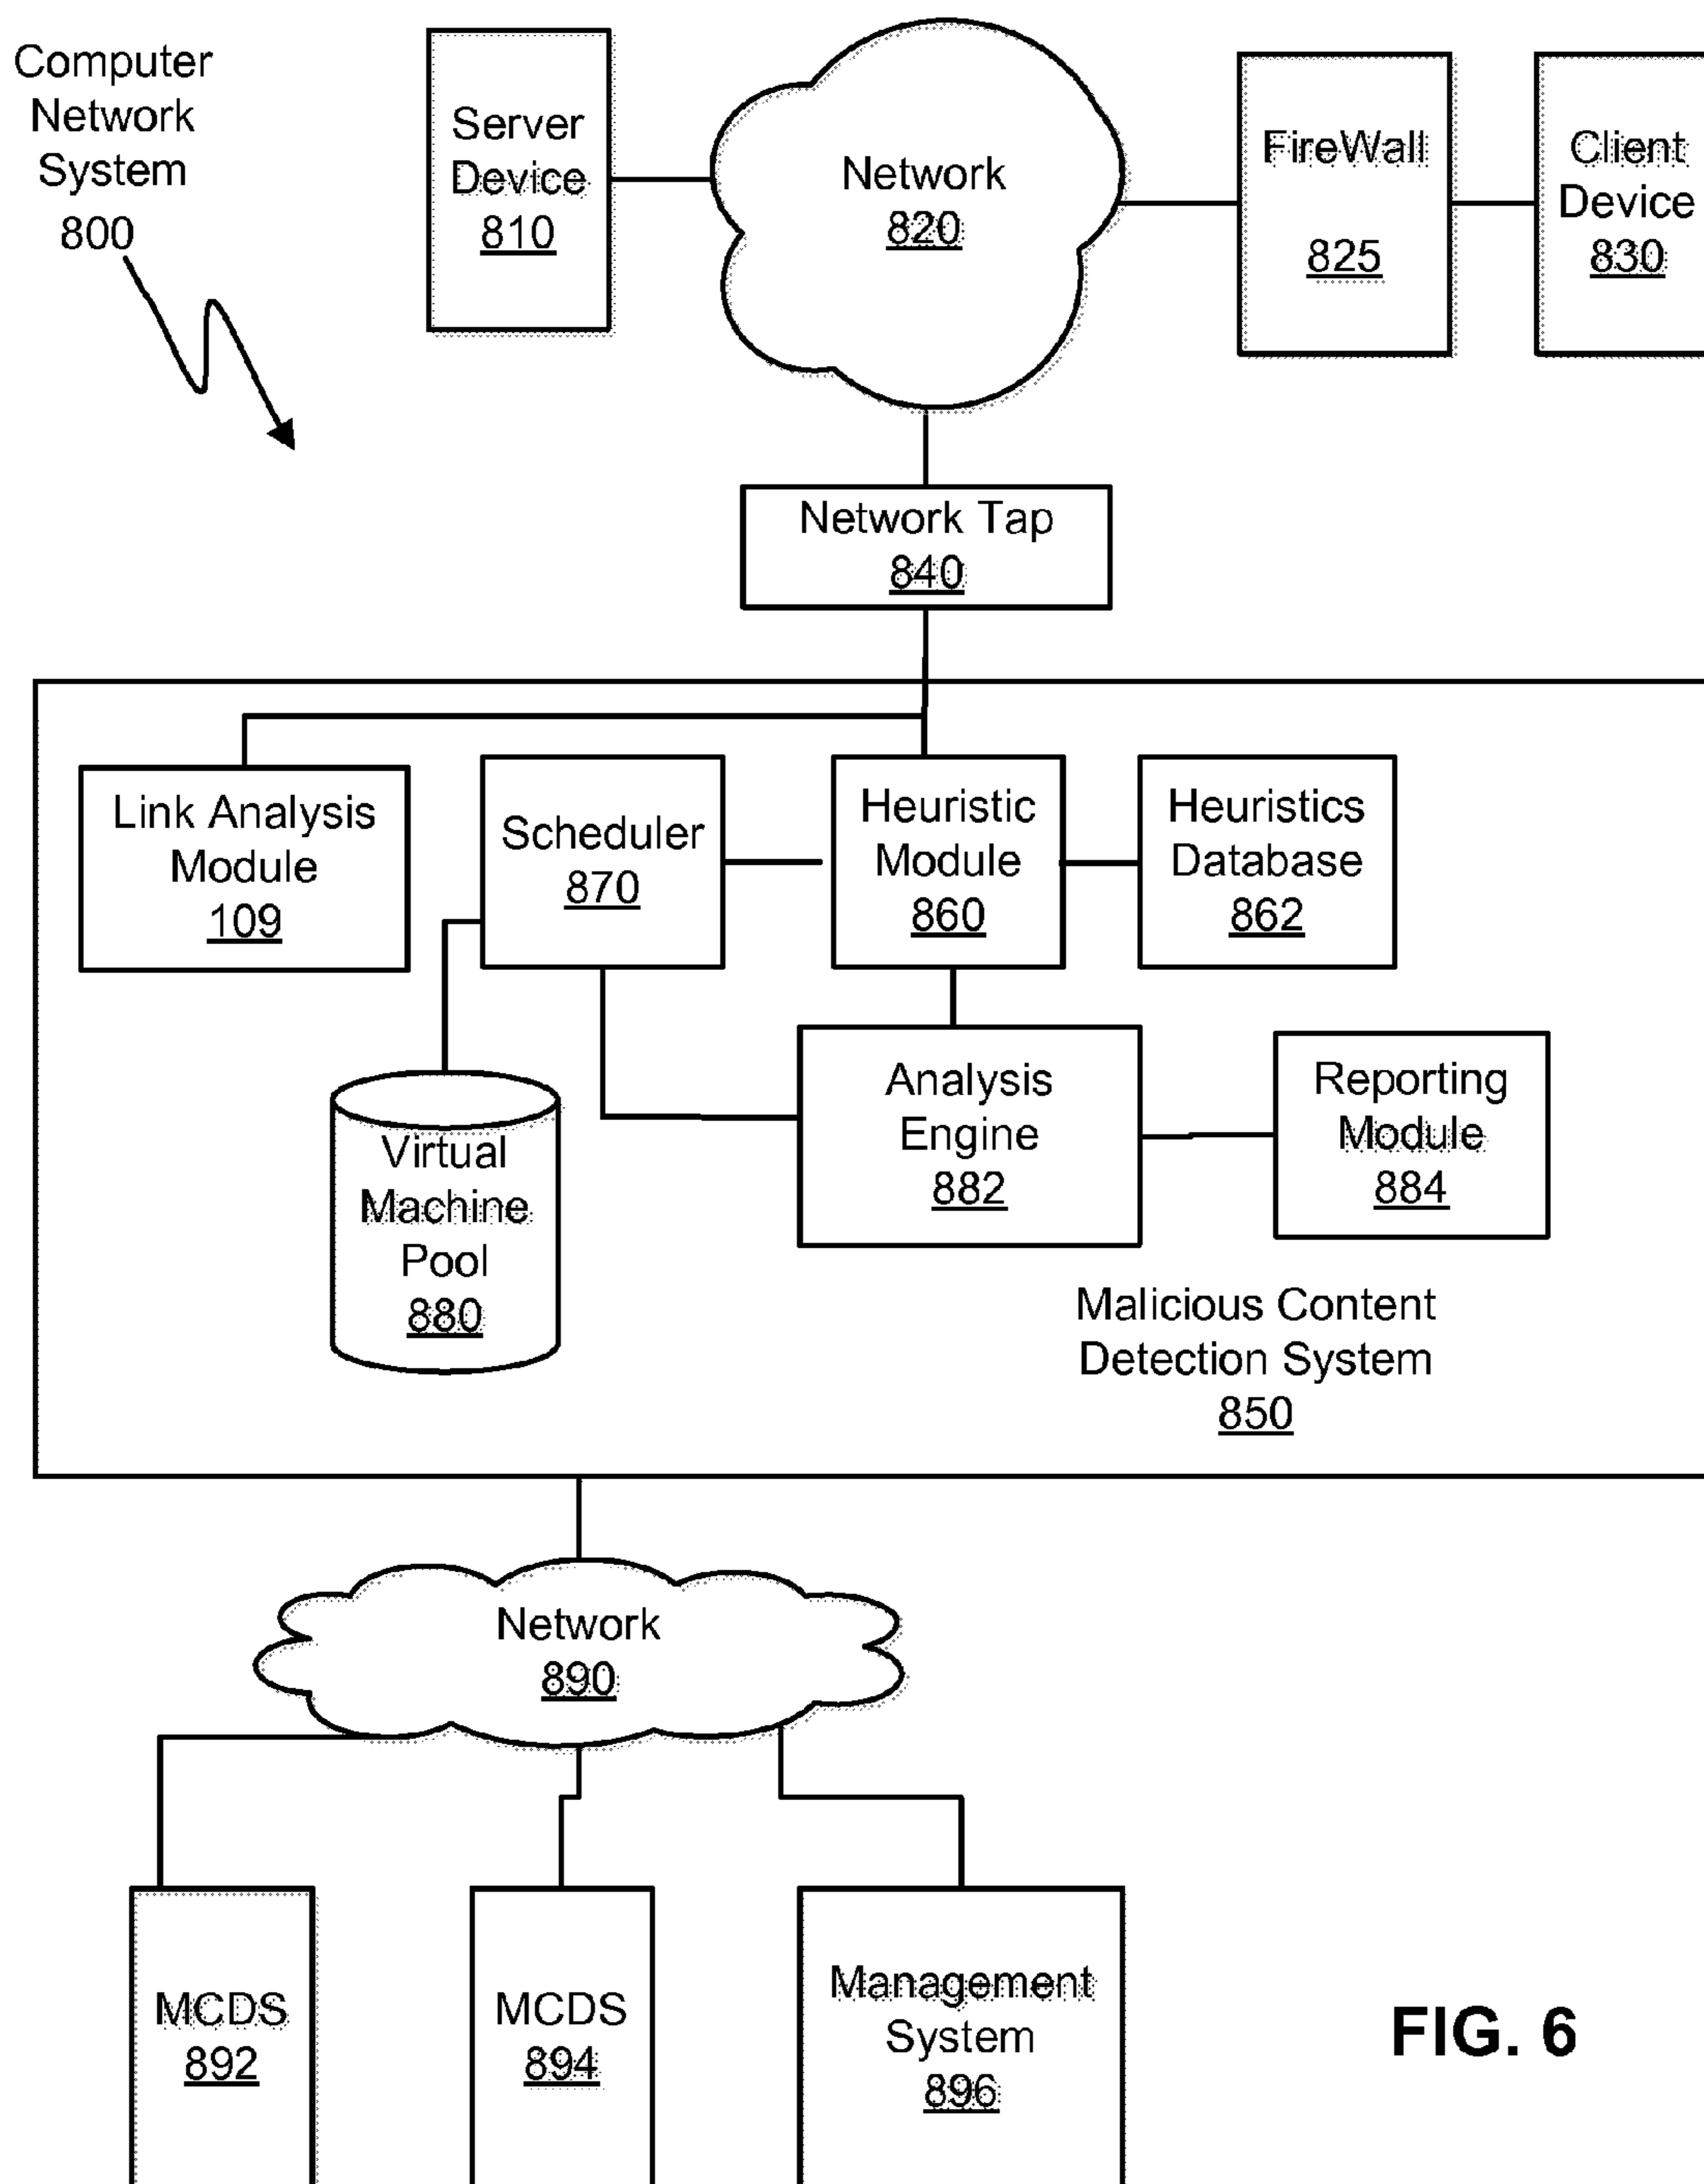 Computer
Network
System
800
Server
Device
810
Network
820
FireWall
825
Client
Device
830
Network Tap
840
Link Analysis
Module
109
Scheduler
870
Heuristic
Module
860
Heuristics
Database
862
Virtual
Machine
Pool
880
Analysis
Engine
882
Reporting
Module
884
Malicious Content
Detection System
850
Network
890
MCDS
892
MCDS
894
Management
System
896
FIG. 6